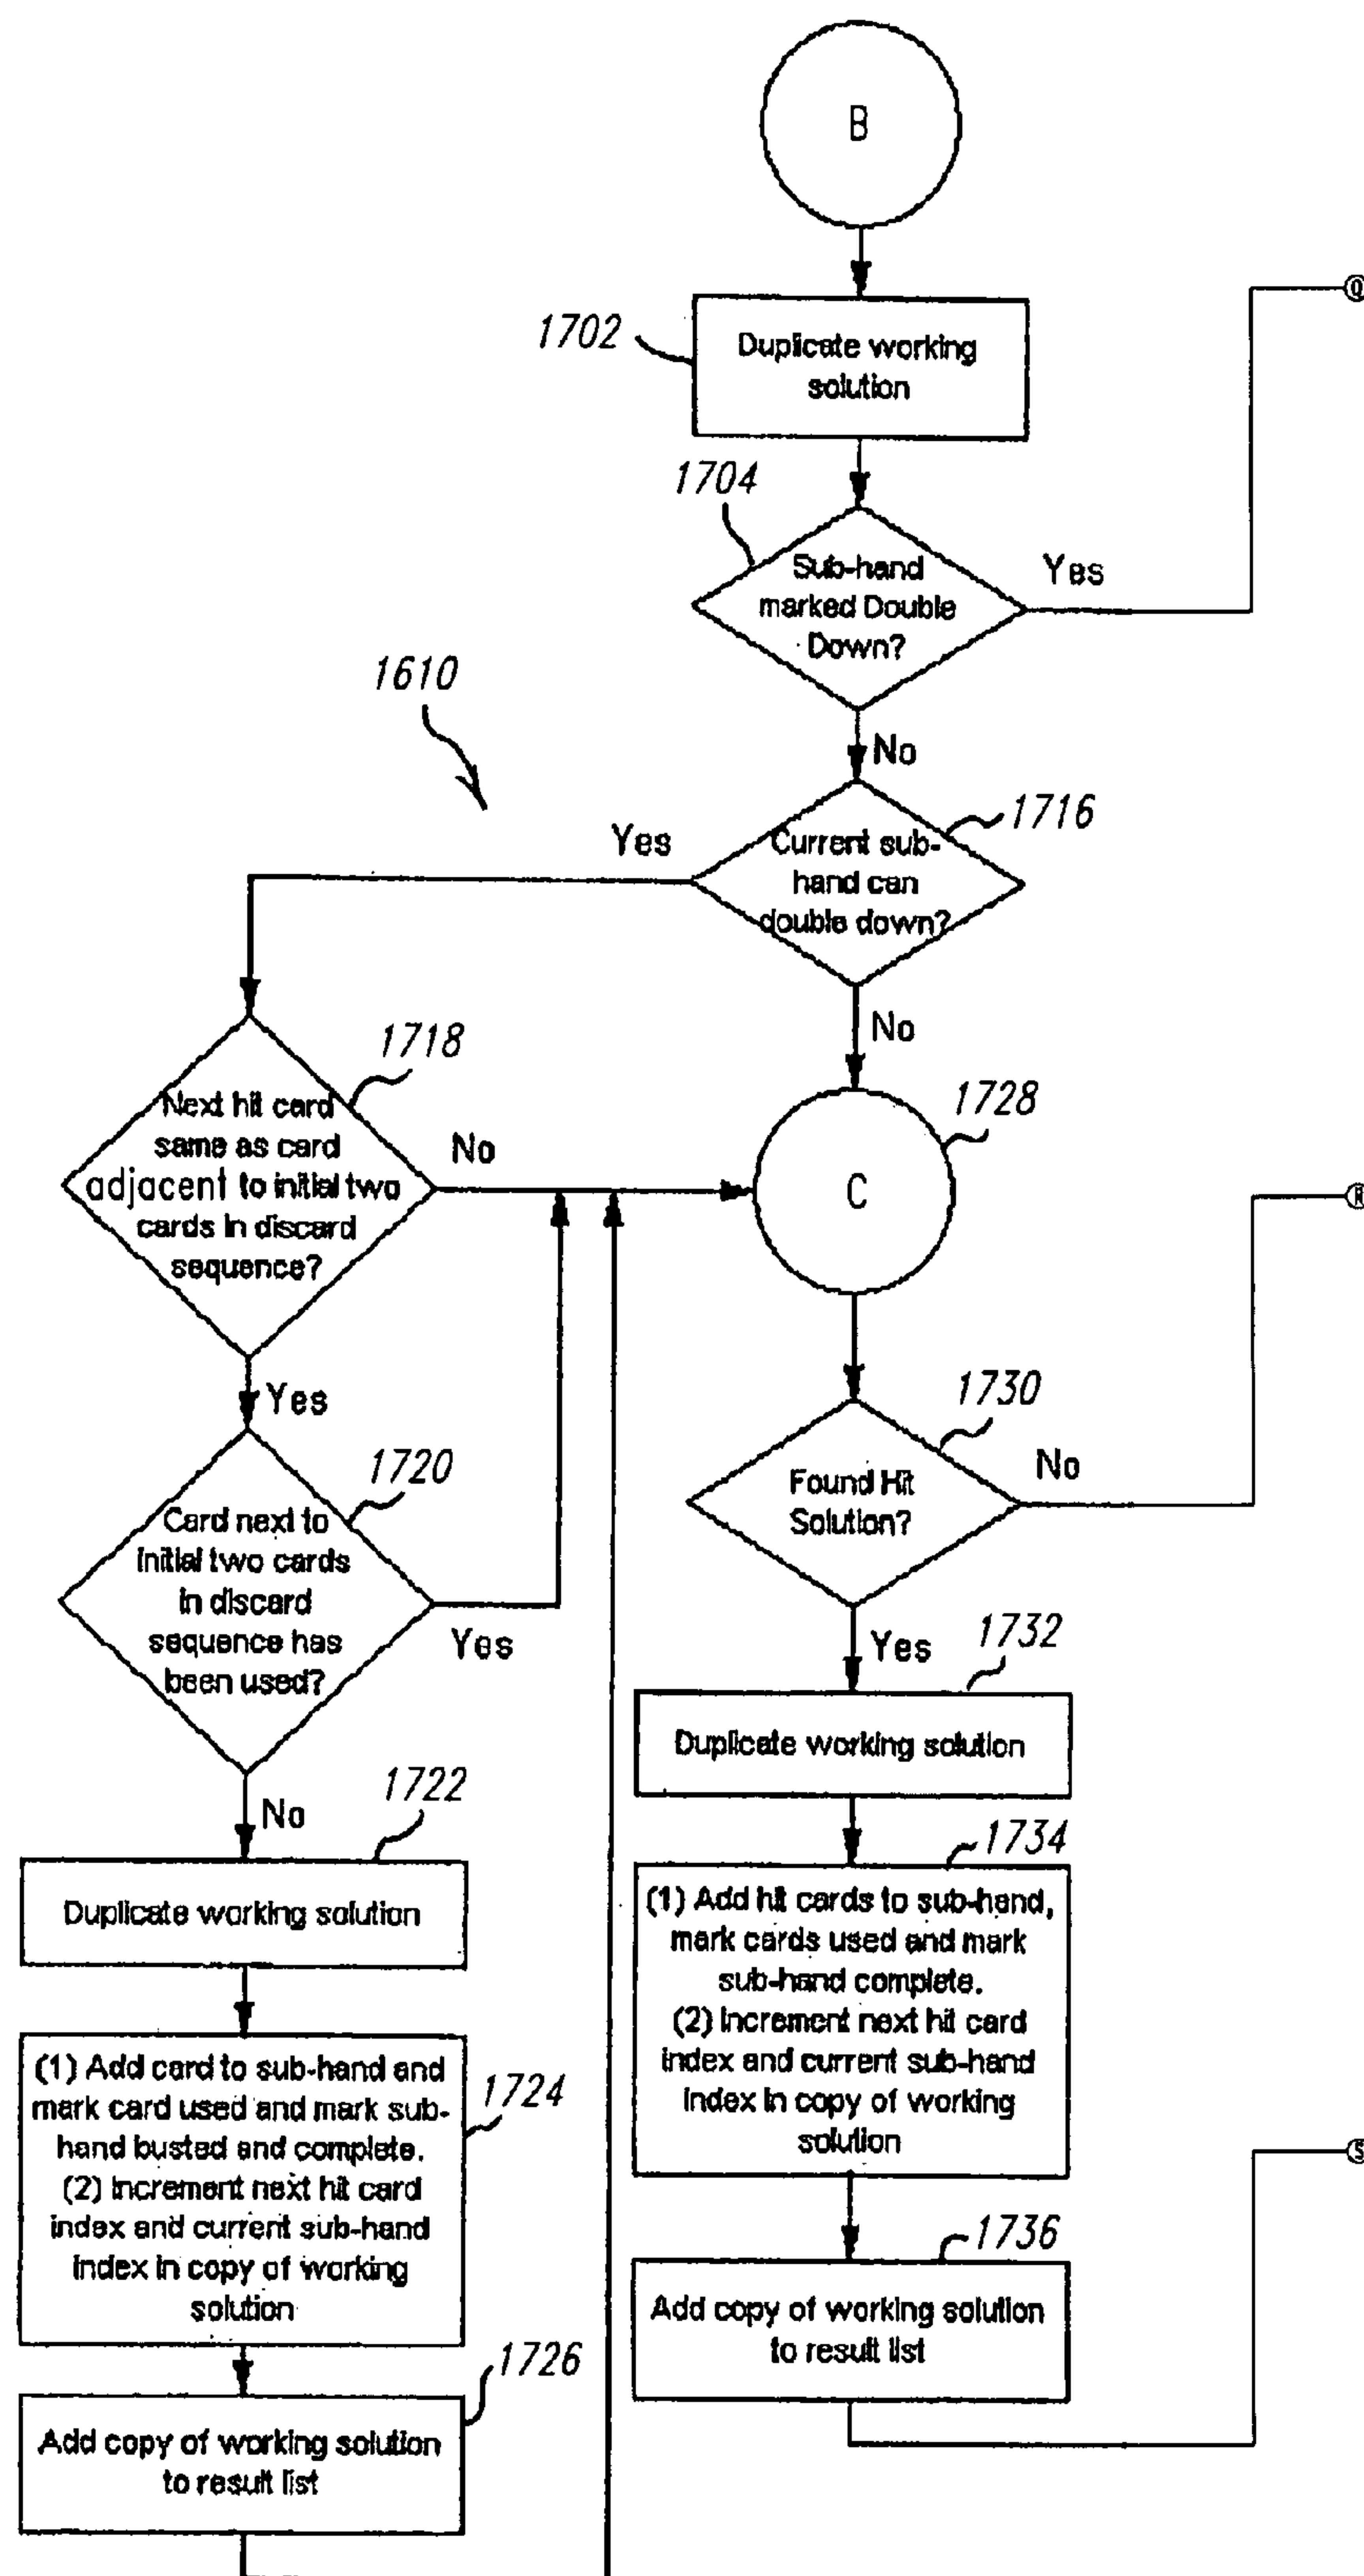 B
1702
Duplicate working
solution
Q
1704
Sub-hand
marked Double
Down?
Yes
1610
No
1716
Current sub-
hand can
double down?
Yes
No
1718
Next hit card
same as card
adjacent to initial two
cards in discard
sequence?
No
1728
C
R
Yes
1730
Found Hit
Solution?
No
1720
Card next to
initial two cards
in discard
sequence has
been used?
Yes
Yes
1732
Duplicate working solution
No
1722
Duplicate working solution
1734
(1) Add hit cards to sub-hand,
mark cards used and mark
sub-hand complete.
(2) Increment next hit card
index and current sub-hand
index in copy of working
solution
1724
(1) Add card to sub-hand and
mark card used and mark sub-
hand busted and complete.
(2) Increment next hit card
index and current sub-hand
index in copy of working
solution
S
1736
Add copy of working solution
to result list
1726
Add copy of working solution
to result list